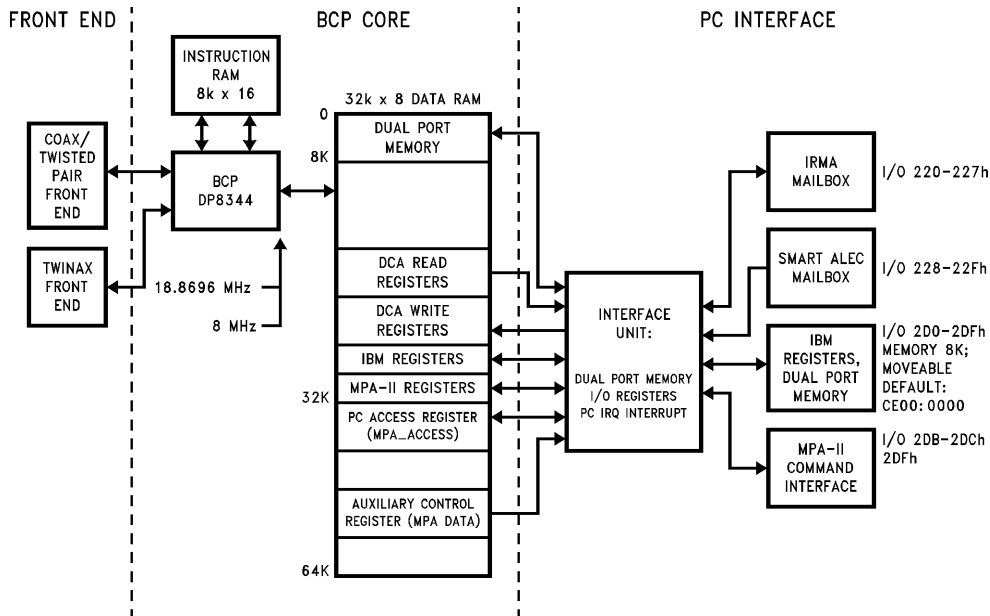 FRONT END
BCP CORE
PC INTERFACE
INSTRUCTION
RAM
8k x 16
COAX/
TWISTED
PAIR
FRONT
END
BCP
DP8344
TWINAX
FRONT
END
18.8696 MHz
8 MHz
32k x 8 DATA RAM
0
DUAL PORT
MEMORY
8K
DCA READ
REGISTERS
DCA WRITE
REGISTERS
IBM REGISTERS
MPA-II REGISTERS
32K
PC ACCESS REGISTER
(MPA_ACCESS)
AUXILIARY CONTROL
REGISTER (MPA DATA)
64K
INTERFACE
UNIT:
DUAL PORT MEMORY
I/O REGISTERS
PC IRQ INTERRUPT
IRMA
MAILBOX
I/O 220-227h
SMART ALEC
MAILBOX
I/O 228-22Fh
IBM
REGISTERS,
DUAL PORT
MEMORY
I/O 2D0-2DFh
MEMORY 8K;
MOVEABLE
DEFAULT:
CE00:0000
MPA-II
COMMAND
INTERFACE
I/O 2DB-2DCh
2DFh